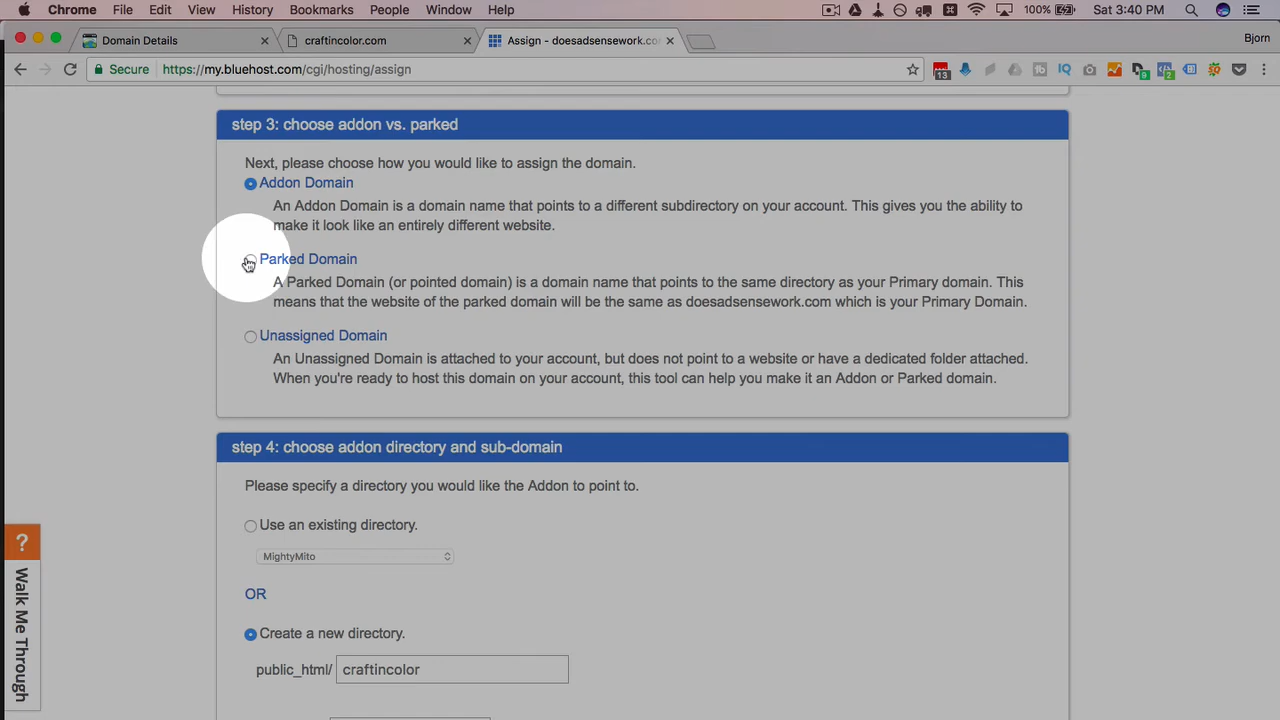 Chrome File Edit View History Bookmarks People Window Help 100% Sat 3:40 PM
Domain Details craftincolor.com Assign - doesadsensework.co Bjorn
Secure https://my.bluehost.com/cgi/hosting/assign 13 9 2
step 3: choose addon vs. parked
Next, please choose how you would like to assign the domain.
Addon Domain
An Addon Domain is a domain name that points to a different subdirectory on your account. This gives you the ability to
make it look like an entirely different website.
Parked Domain
A Parked Domain (or pointed domain) is a domain name that points to the same directory as your Primary domain. This
means that the website of the parked domain will be the same as doesadsensework.com which is your Primary Domain.
Unassigned Domain
An Unassigned Domain is attached to your account, but does not point to a website or have a dedicated folder attached.
When you're ready to host this domain on your account, this tool can help you make it an Addon or Parked domain.
step 4: choose addon directory and sub-domain
Please specify a directory you would like the Addon to point to.
Use an existing directory.
MightyMito
OR
Create a new directory.
public_html/ craftincolor
?
Walk Me Through